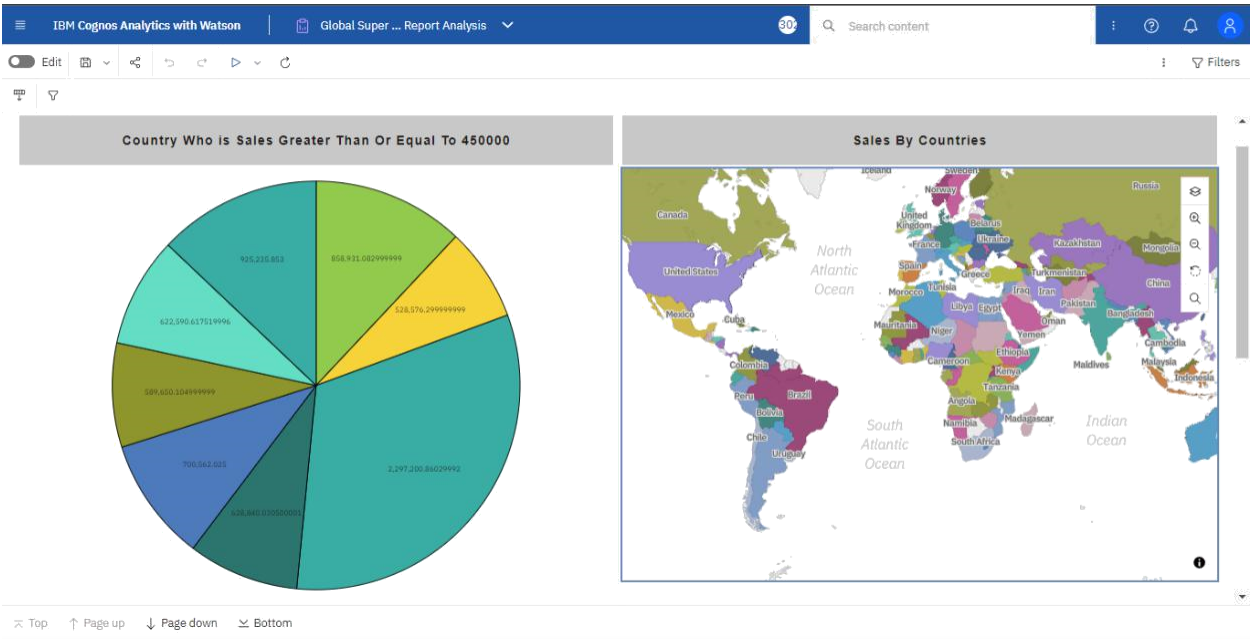 IBM Cognos Analytics with Watson
Global Super ... Report Analysis
302
Search content
Edit
Filters
Country Who is Sales Greater Than Or Equal To 450000
925,235.853
858,931.082999999
528,576.299999999
622,590.617519996
589,650.104999999
2,297,200.86029992
628,840.030500001
Sales By Countries
Iceland
Sweden
Norway
Russia
Canada
United
Kingdom
Belarus
Ukraine
France
Kazakhstan
Mongolia
North
Atlantic
Ocean
Spain
Greece
Turkmenistan
United States
China
Morocco
Tunisia
Iraq
Iran
Pakistan
Libya
Egypt
Mexico
Cuba
Bangladesh
Oman
Mauritania
Niger
Yemen
Cambodia
Colombia
Cameroon
Ethiopia
Maldives
Malaysia
Kenya
Indonesia
Peru
Brazil
Tanzania
Angola
Bolivia
Madagascar
Namibia
South
Atlantic
Ocean
Indian
Ocean
Chile
South Africa
Uruguay
Top
Page up
Page down
Bottom